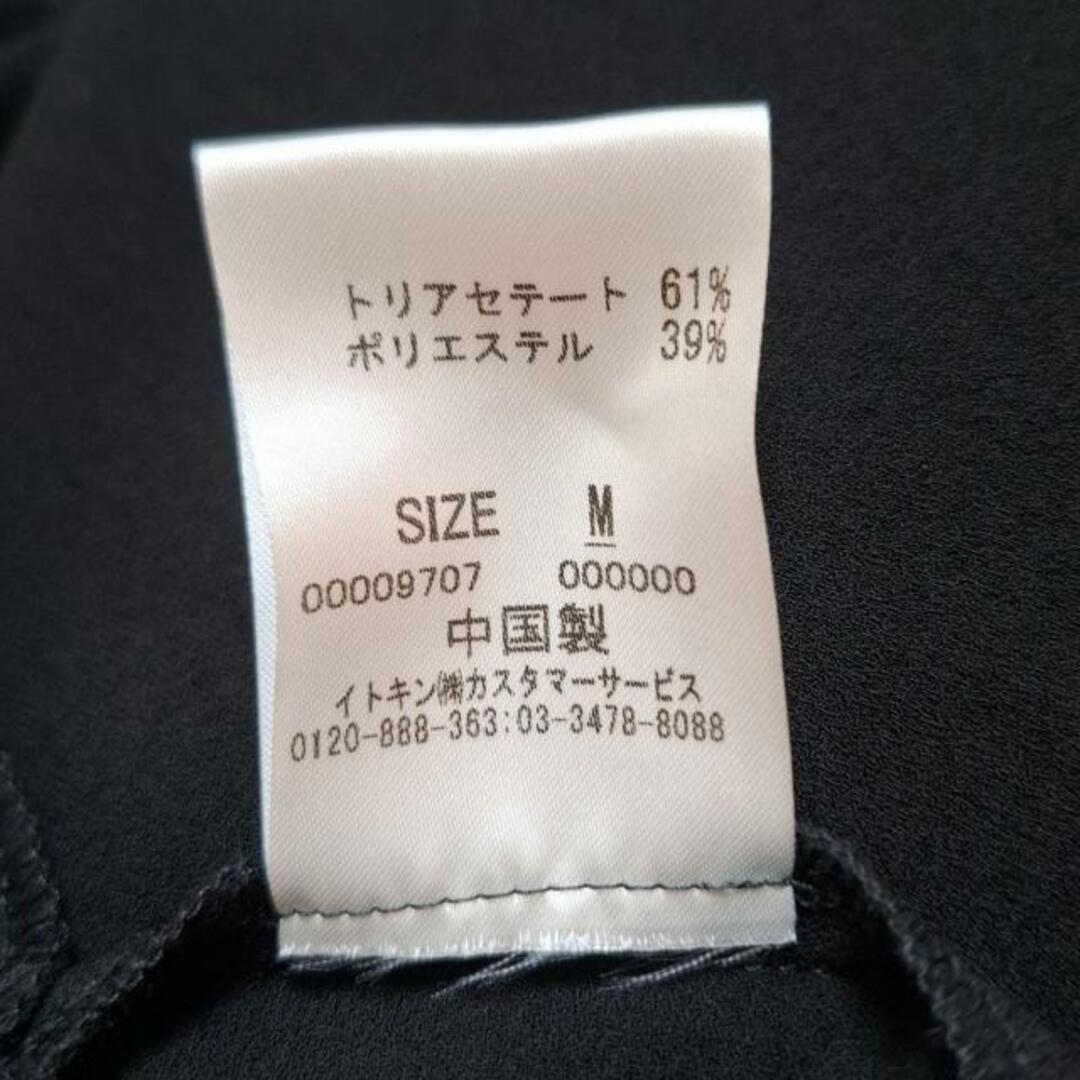 トリアセテート 61%
ポリエステル 39%
SIZE M
00009707 000000
中国製
イトキン㈱カスタマーサービス
0120-888-363:03-3478-8088